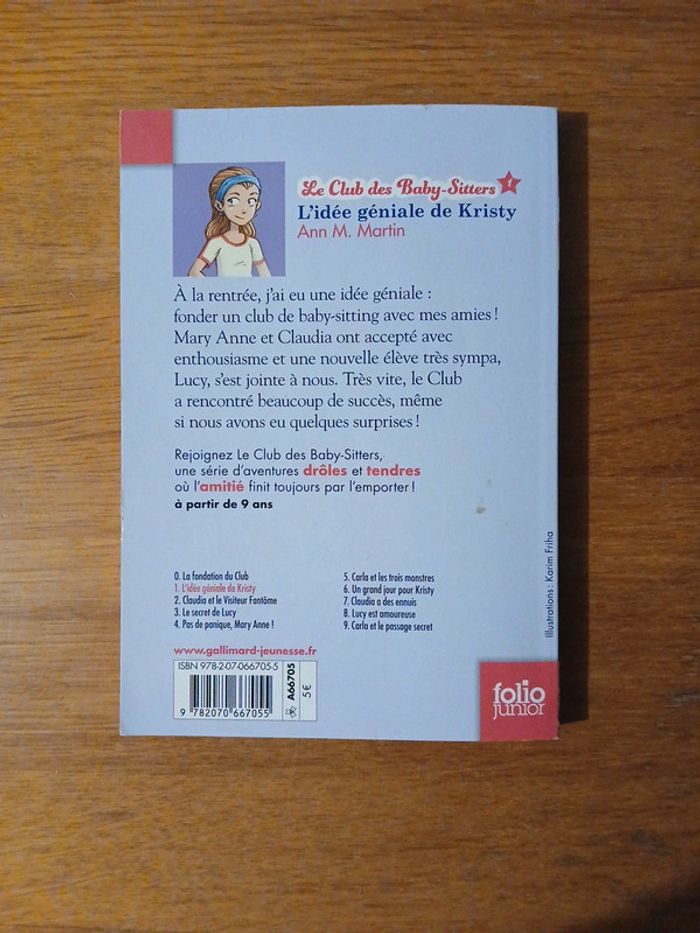 Le Club des Baby-Sitters 1
L'idée géniale de Kristy
Ann M. Martin
À la rentrée, j'ai eu une idée géniale :
fonder un club de baby-sitting avec mes amies !
Mary Anne et Claudia ont accepté avec
enthousiasme et une nouvelle élève très sympa,
Lucy, s'est jointe à nous. Très vite, le Club
a rencontré beaucoup de succès, même
si nous avons eu quelques surprises !
Rejoignez Le Club des Baby-Sitters,
une série d'aventures drôles et tendres
où l'amitié finit toujours par l'emporter !
à partir de 9 ans
0. La fondation du Club
1. L'idée géniale de Kristy
2. Claudia et le Visiteur Fantôme
3. Le secret de Lucy
4. Pas de panique, Mary Anne !
5. Carla et les trois monstres
6. Un grand jour pour Kristy
7. Claudia a des ennuis
8. Lucy est amoureuse
9. Carla et le passage secret
Illustrations : Karim Friha
www.gallimard-jeunesse.fr
ISBN 978-2-07-066705-5
9 782070 667055
A66705
5 €
folio
junior